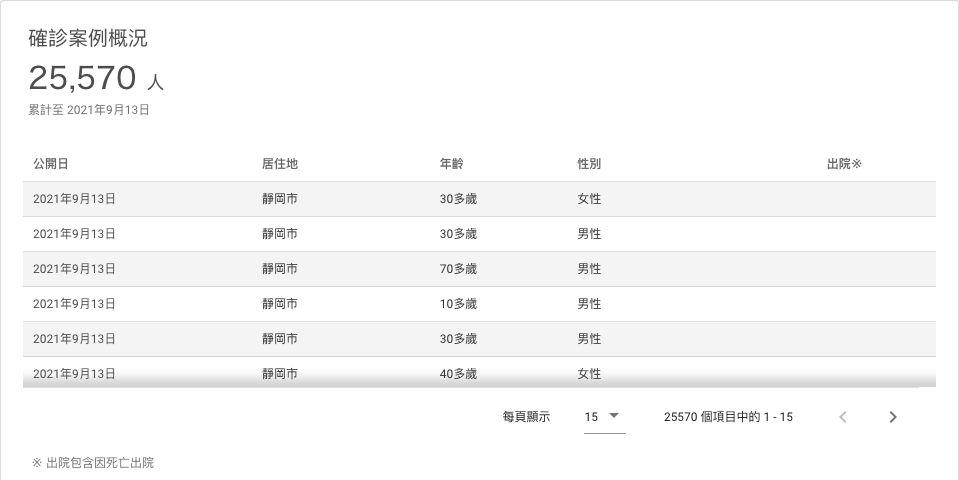 確診案例概況
25,570 人
累計至 2021年9月13日
公開日 居住地 年齡 性別 出院※
2021年9月13日 靜岡市 30多歲 女性
2021年9月13日 靜岡市 30多歲 男性
2021年9月13日 靜岡市 70多歲 男性
2021年9月13日 靜岡市 10多歲 男性
2021年9月13日 靜岡市 30多歲 男性
2021年9月13日 靜岡市 40多歲 女性
每頁顯示 15 25570 個項目中的 1 - 15
※ 出院包含因死亡出院